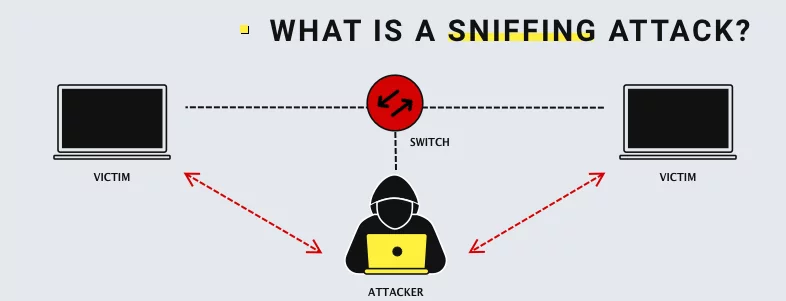 WHAT IS A SNIFFING ATTACK?
SWITCH
VICTIM
VICTIM
ATTACKER